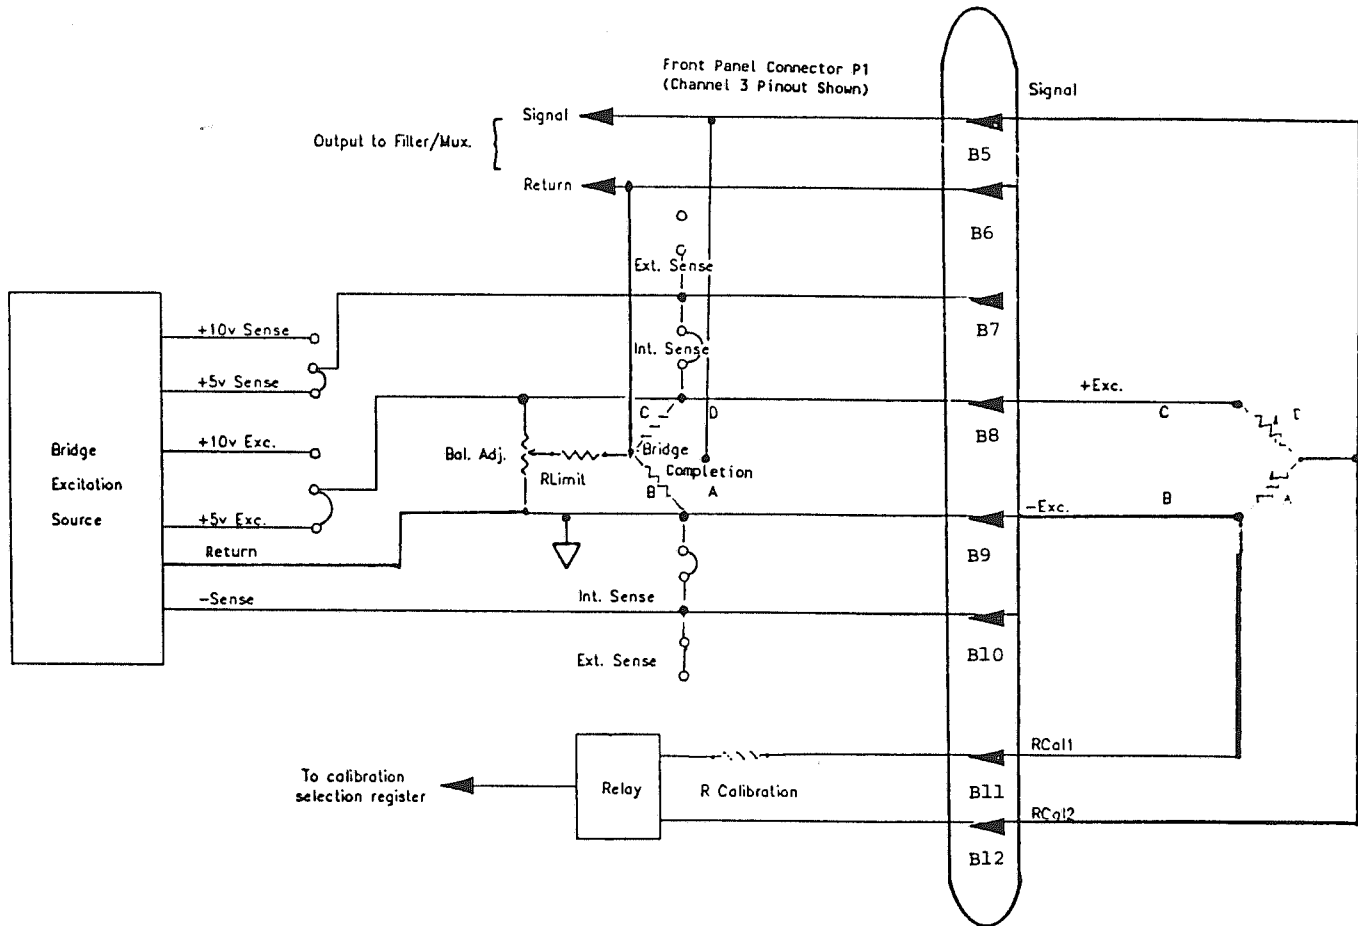 Front Panel Connector P1
(Channel 3 Pinout Shown)
Signal
Signal
Output to Filter/Mux.
B5
Return
B6
Ext. Sense
B7
+10v Sense
Int. Sense
+5v Sense
+Exc.
C
D
C
B8
+10v Exc.
Bal. Adj.
Bridge
Completion
RLimit
B
A
B
A
Bridge
Excitation
Source
+5v Exc.
-Exc.
Return
B9
-Sense
Int. Sense
B10
Ext. Sense
RCal1
To calibration
selection register
Relay
R Calibration
B11
RCal2
B12